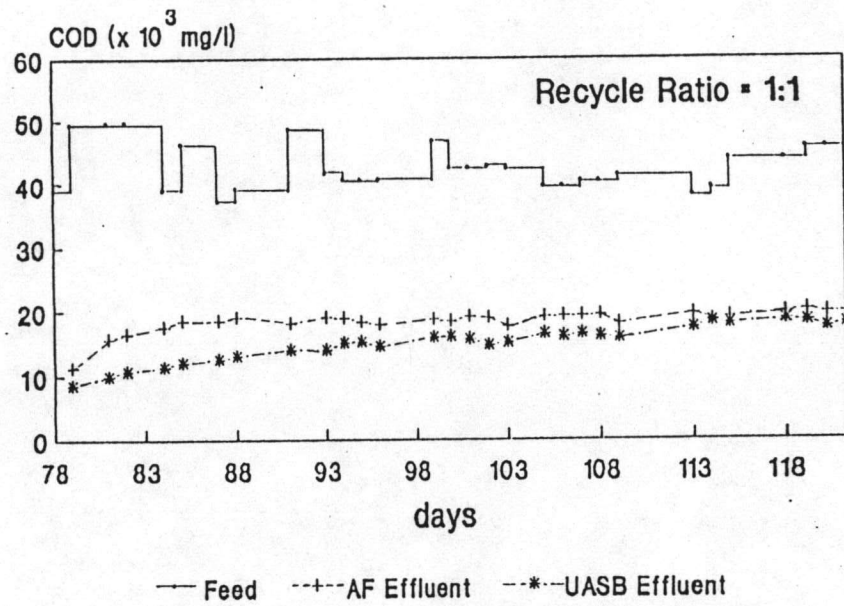 COD (x 10³ mg/l)
60
Recycle Ratio = 1:1
50
40
30
20
10
0
78 83 88 93 98 99 103 108 113 118
days
Feed AF Effluent UASB Effluent